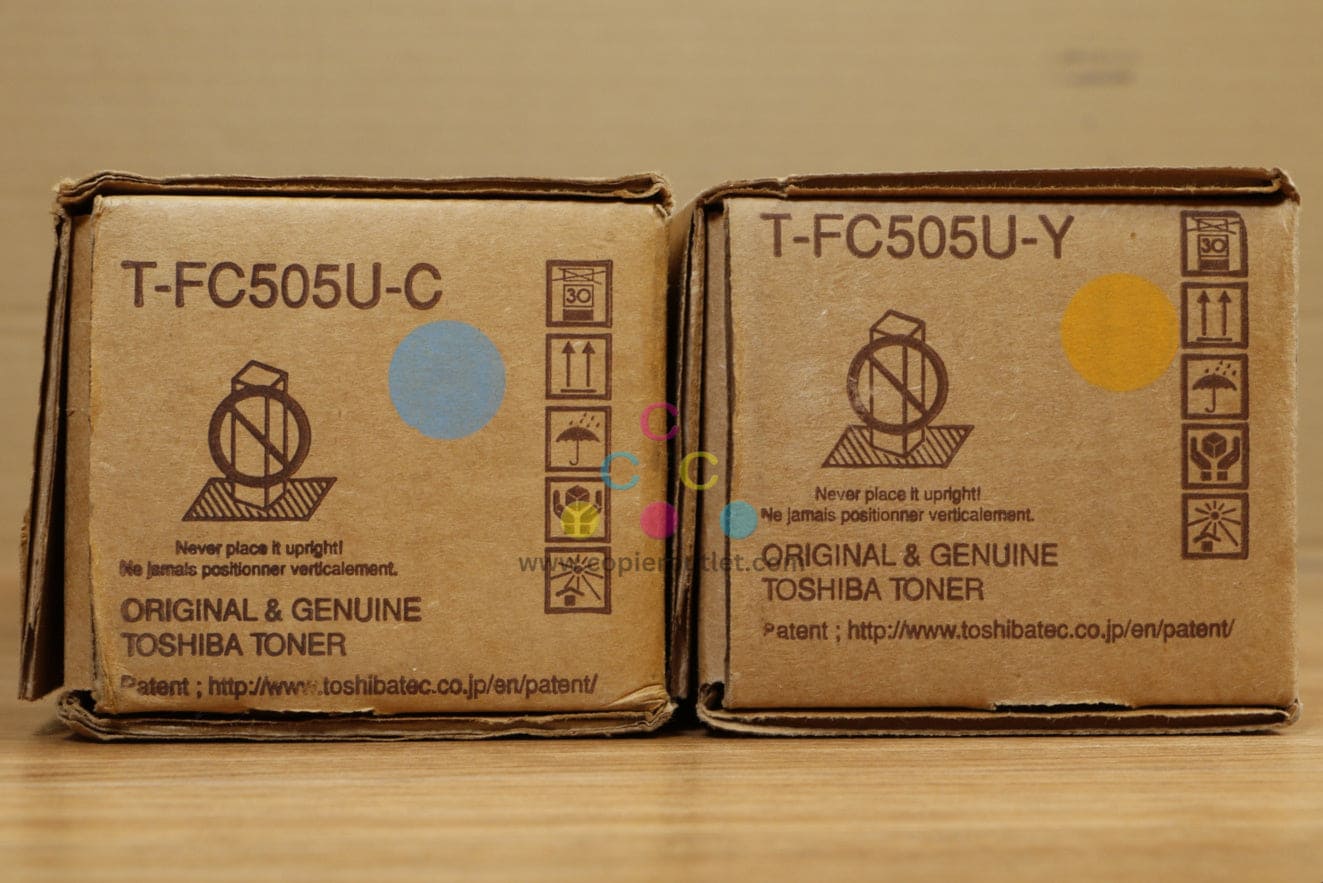 T-FC505U-C
30
Never place it upright!
Ne jamais positionner verticalement.
ORIGINAL & GENUINE
TOSHIBA TONER
Patent ; http://www.toshibatec.co.jp/en/patent/
T-FC505U-Y
30
Never place it upright!
Ne jamais positionner verticalement.
ORIGINAL & GENUINE
TOSHIBA TONER
Patent ; http://www.toshibatec.co.jp/en/patent/
C
C C
www.copieroutlet.com